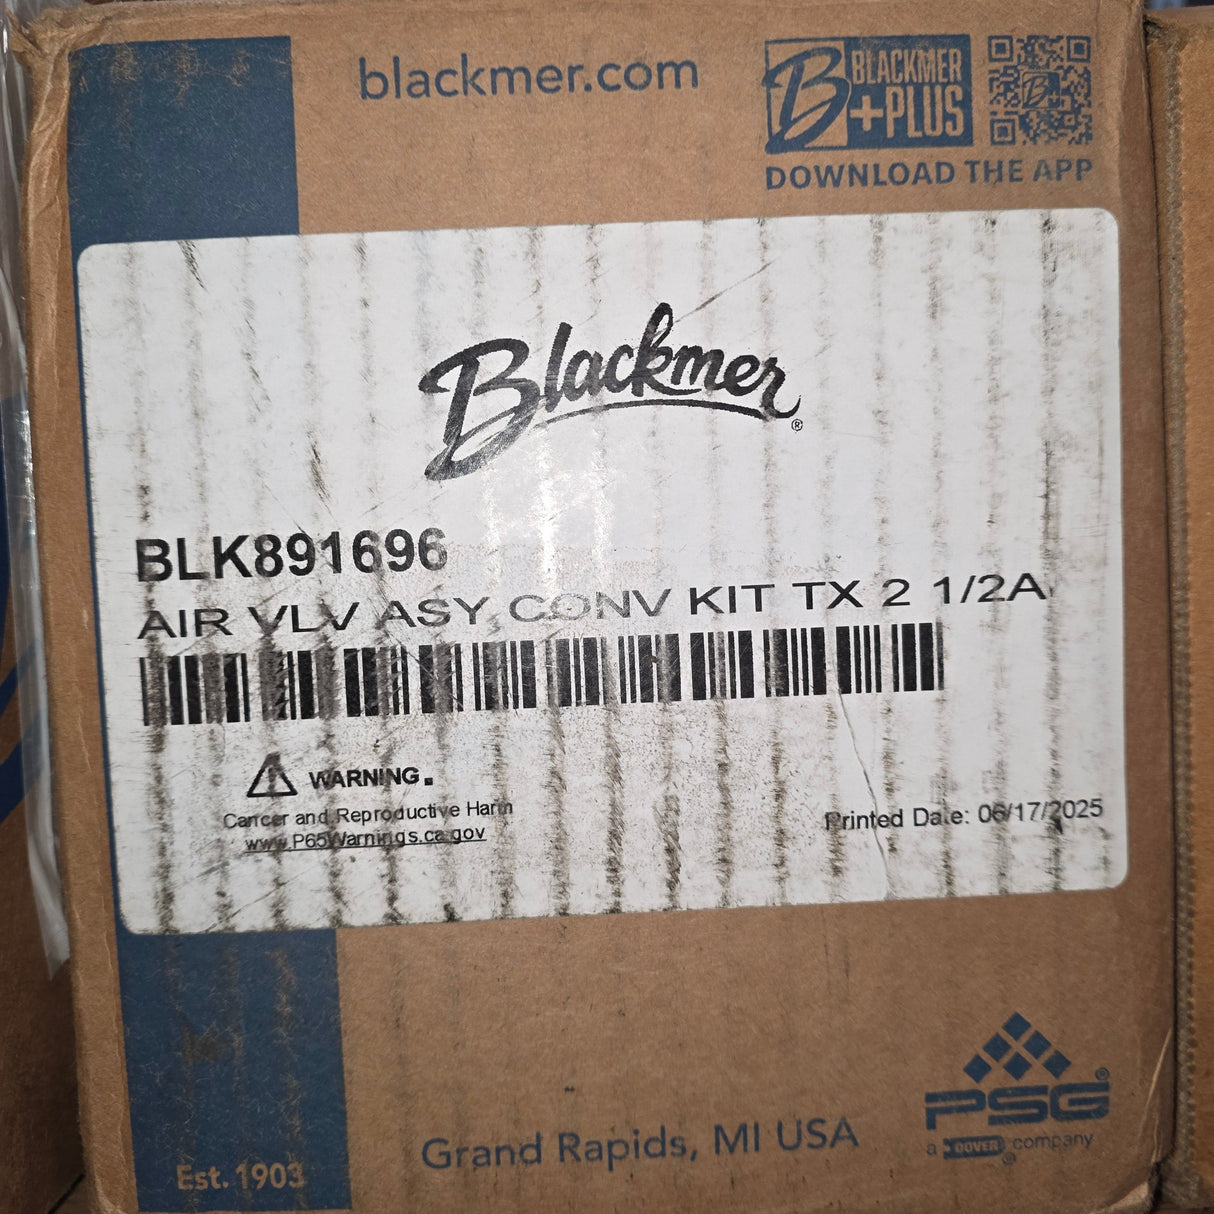 blackmer.com
BLACKMER
+PLUS
DOWNLOAD THE APP
Blackmer®
BLK891696
AIR VLV ASY CONV KIT TX 2 1/2A
WARNING.
Cancer and Reproductive Harm
www.P65Warnings.ca.gov
Printed Date: 06/17/2025
PSG®
a DOVER® company
Grand Rapids, MI USA
Est. 1903